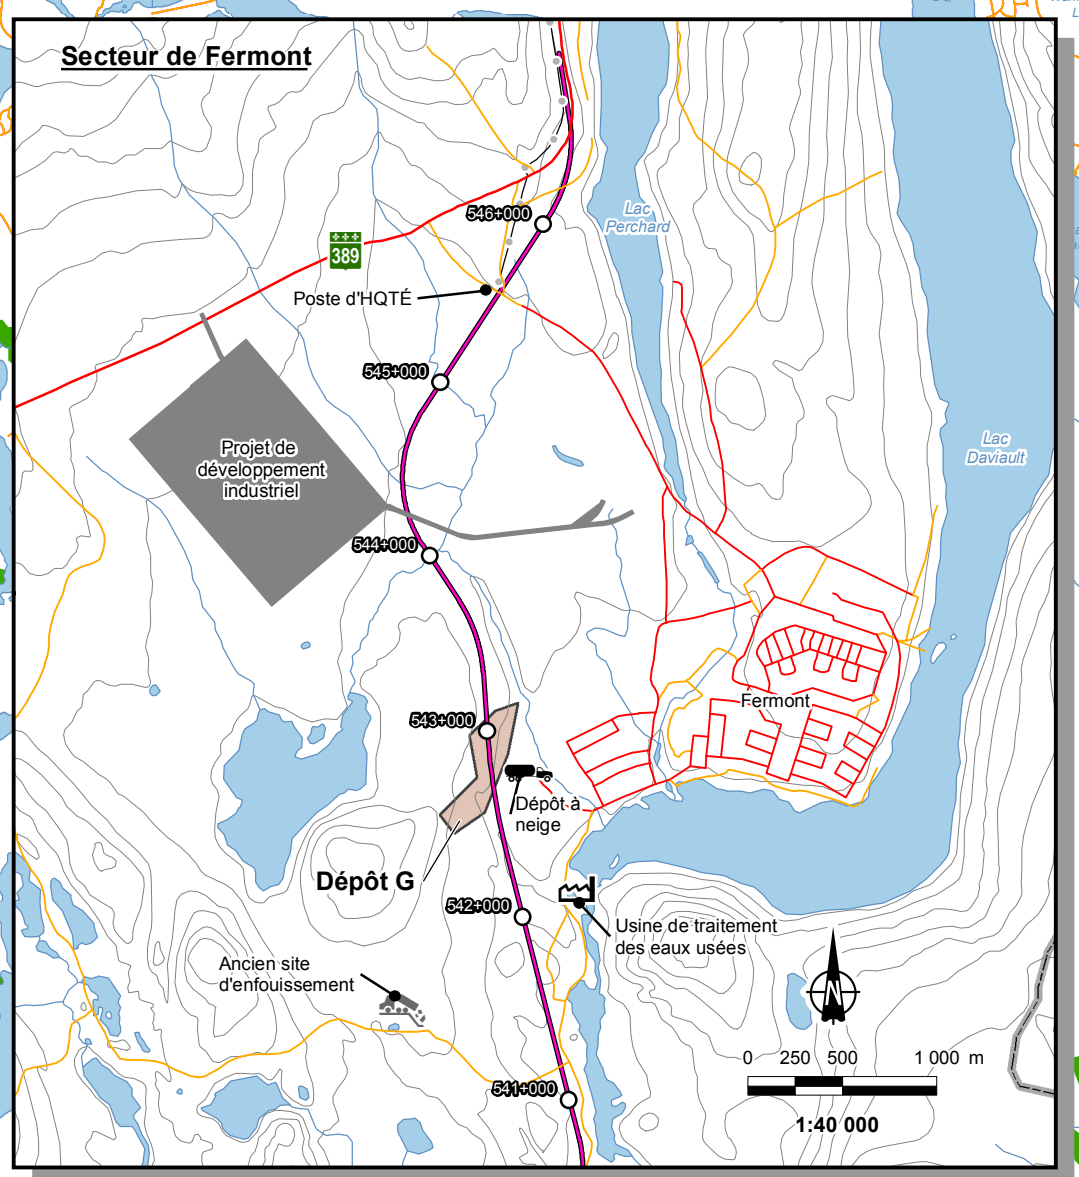 Secteur de Fermont
546+000
Lac
Perchard
389
Poste d'HQTÉ
545+000
Projet de
développement
industriel
Lac
Daviault
544+000
543+000
Fermont
Dépôt à
neige
Dépôt G
542+000
Usine de traitement
des eaux usées
Ancien site
d'enfouissement
N
0 250 500 1 000 m
541+000
1:40 000